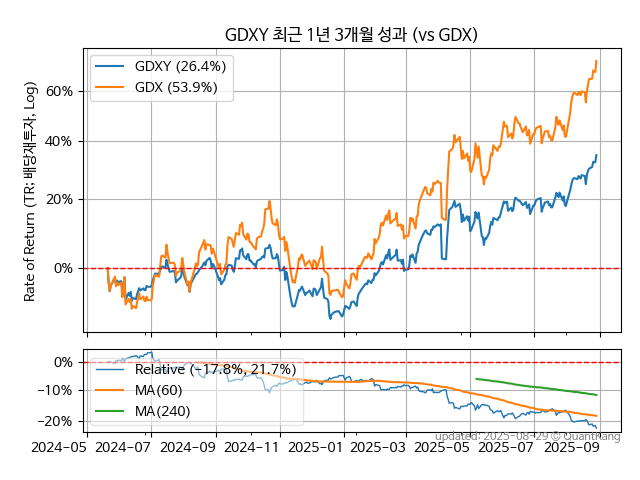 GDXY 최근 1년 3개월 성과 (vs GDX)
Rate of Return (TR: 배당재투자, Log)
60%
40%
20%
0%
GDXY (26.4%)
GDX (53.9%)
0%
−10%
−20%
Relative (−17.8%, 21.7%)
MA(60)
MA(240)
2024−05 2024−07 2024−09 2024−11 2025−01 2025−03 2025−05 2025−07 2025−09
updated: 2025−08−29 © Quantkang